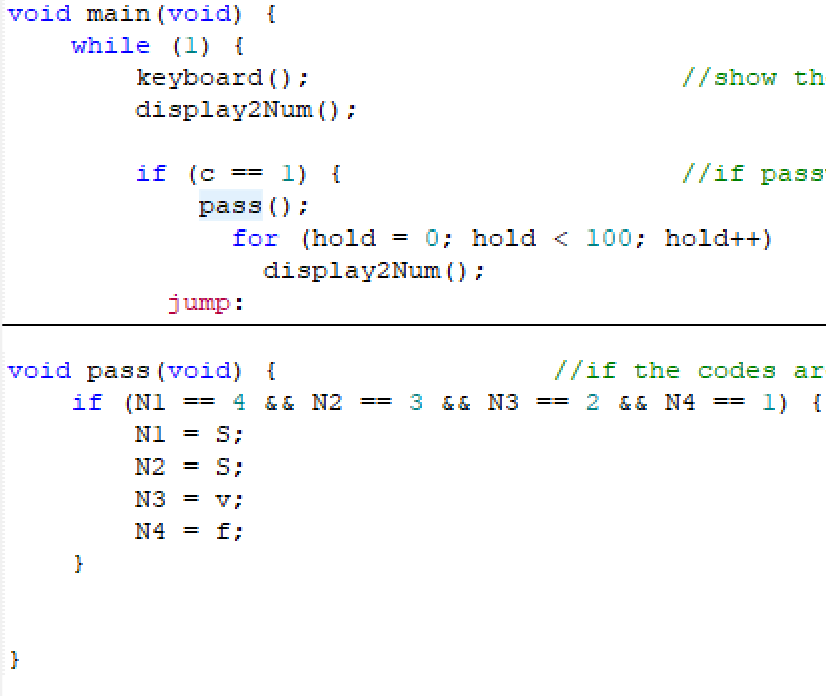 void main(void) {
while (1) {
keyboard(); //show th
display2Num();
if (c == 1) { //if pass
pass();
for (hold = 0; hold < 100; hold++)
display2Num();
jump:
void pass(void) { //if the codes ar
if (N1 == 4 && N2 == 3 && N3 == 2 && N4 == 1) {
N1 = S;
N2 = S;
N3 = v;
N4 = f;
}
}